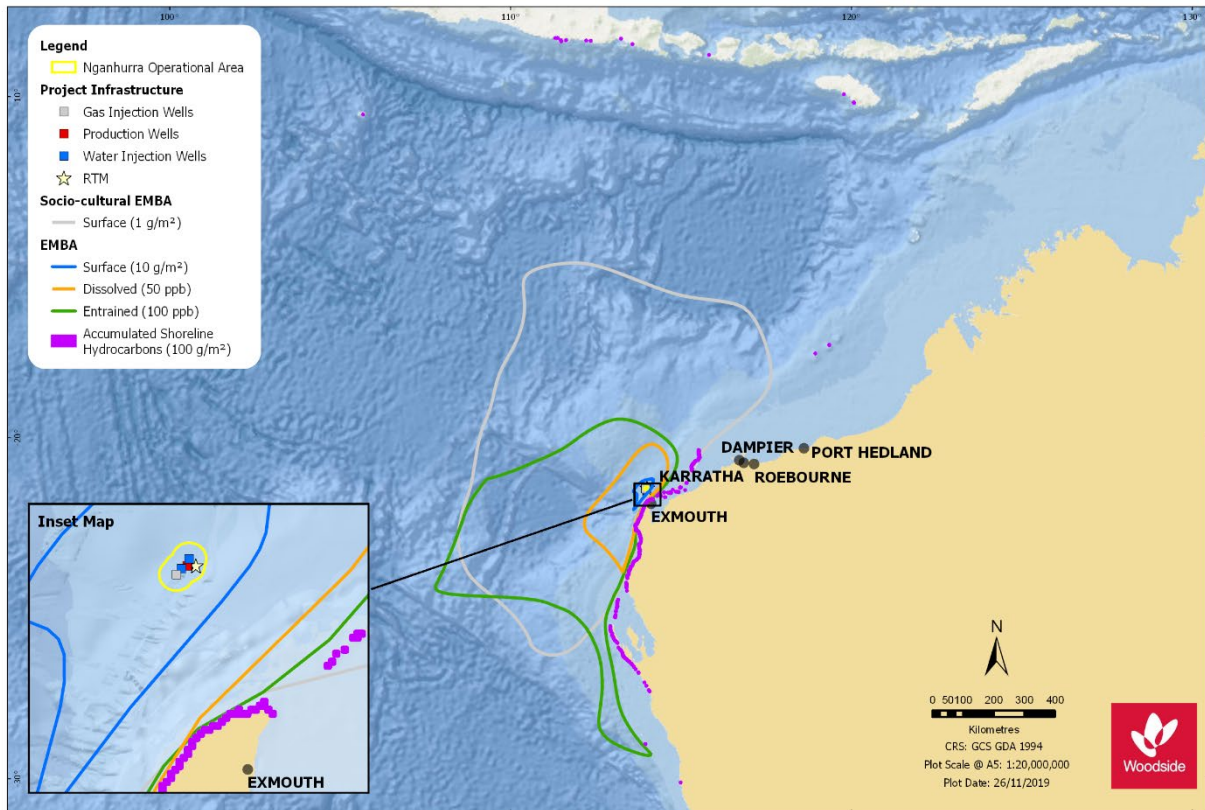 100°
110°
120°
130°
Legend
Nganhurra Operational Area
Project Infrastructure
Gas Injection Wells
Production Wells
Water Injection Wells
RTM
Socio-cultural EMBA
Surface (1 g/m²)
EMBA
Surface (10 g/m²)
Dissolved (50 ppb)
Entrained (100 ppb)
Accumulated Shoreline
Hydrocarbons (100 g/m²)
10°
20°
30°
DAMPIER
PORT HEDLAND
KARRATHA
ROEBOURNE
EXMOUTH
Inset Map
EXMOUTH
N
0 50 100 200 300 400
Kilometres
CRS: GCS GDA 1994
Plot Scale @ A5: 1:20,000,000
Plot Date: 26/11/2019
Woodside